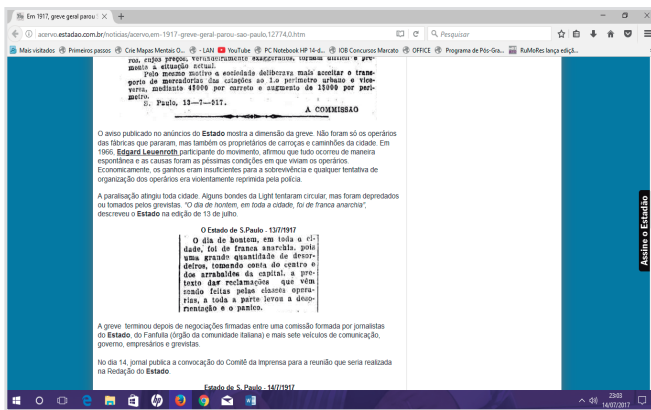 Em 1917, greve geral parou
acervo.estadao.com.br/noticias/acervo,em-1917-greve-geral-parou-sao-paulo,12774,0.htm
Pesquisar
Mais visitados Primeiros passos Crie Mapas Mentais O... - LAN YouTube PC Notebook HP 14-d... IOB Concursos Marcato OFFICE Programa de Pós-Gra... RuMoRes lança ediçã...
ros, cujos preços, verdadeiramente exaggerados, tornam difficil e pre-
menta a situação actual.
Pelo mesmo motivo a sociedade deliberava mais acceitar o trans-
porte de mercadorias das estações ao 1.o perimetro urbano e vice-
versa, mediante 4$000 por carreto e augmento de 1$000 por peri-
metro.
S. Paulo, 13—7—917.
A COMMISSÃO
O aviso publicado no anúncios do Estado mostra a dimensão da greve. Não foram só os operários
das fábricas que pararam, mas também os proprietários de carroças e caminhões da cidade. Em
1966, Edgard Leuenroth participante do movimento, afirmou que tudo ocorreu de maneira
espontânea e as causas foram as péssimas condições em que viviam os operários.
Economicamente, os ganhos eram insuficientes para a sobrevivência e qualquer tentativa de
organização dos operários era violentamente reprimida pela polícia.
A paralisação atingiu toda cidade. Alguns bondes da Light tentaram circular, mas foram depredados
ou tomados pelos grevistas. "O dia de hontem, em toda a cidade, foi de franca anarchia",
descreveu o Estado na edição de 13 de julho.
O Estado de S.Paulo - 13/7/1917
O dia de hontem, em toda a ci-
dade, foi de franca anarchia, pois
uma grande quantidade de desor-
deiros, tomando conta do centro e
dos arrabaldes da capital, a pre-
texto das reclamações que vêm
sendo feitas pelas classes opera-
rias, a toda a parte levou a deso-
rientação e o panico.
A greve terminou depois de negociações firmadas entre uma comissão formada por jornalistas
do Estado, do Fanfulla (órgão da comunidade italiana) e mais sete veículos de comunicação,
governo, empresários e grevistas.
No dia 14, jornal publica a convocação do Comitê da Imprensa para a reunião que seria realizada
na Redação do Estado.
Estado de S. Paulo - 14/7/1917
Assine o Estadão
23:03
14/07/2017